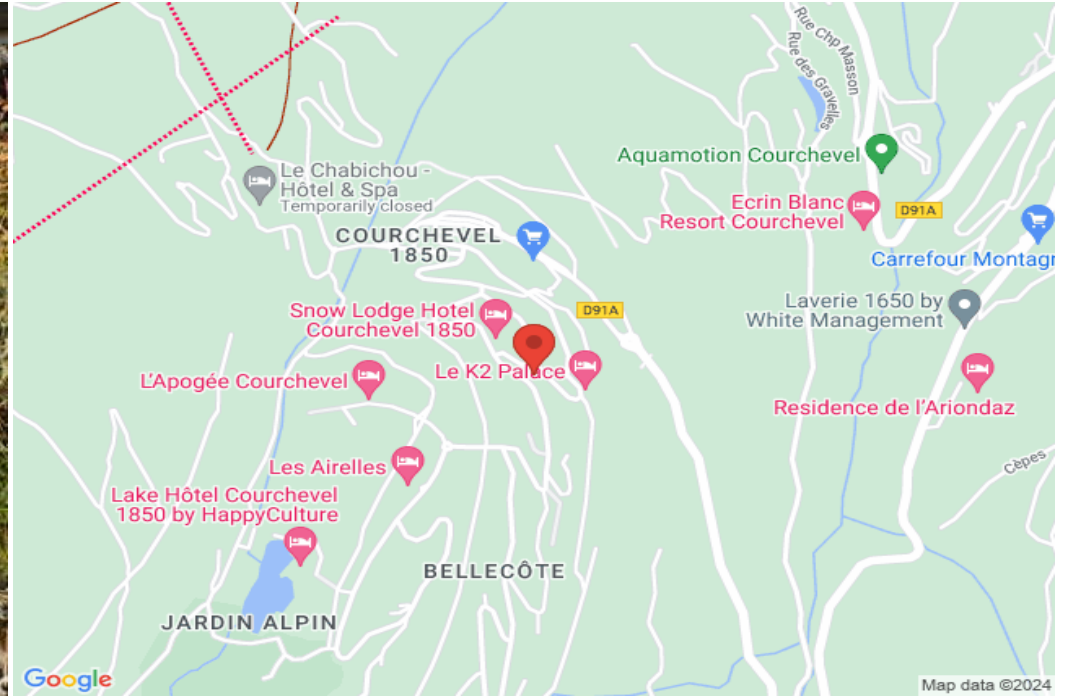 Rue Chp Masson
Rue des Gravelles
Aquamotion Courchevel
Le Chabichou -
Hôtel & Spa
Temporarily closed
Ecrin Blanc
Resort Courchevel
D91A
COURCHEVEL
1850
Carrefour Montagn
Snow Lodge Hotel
Courchevel 1850
D91A
Laverie 1650 by
White Management
L'Apogée Courchevel
Le K2 Palace
Residence de l'Ariondaz
Les Airelles
Cèpes
Lake Hôtel Courchevel
1850 by HappyCulture
BELLECÔTE
JARDIN ALPIN
Google
Map data ©2024